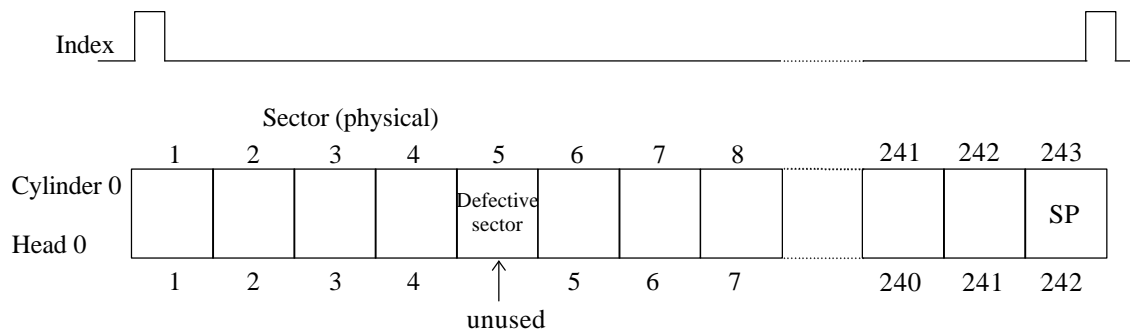 Index
Sector (physical)
1 2 3 4 5 6 7 8 241 242 243
Cylinder 0
Defective
sector
SP
Head 0
1 2 3 4 5 6 7 240 241 242
unused